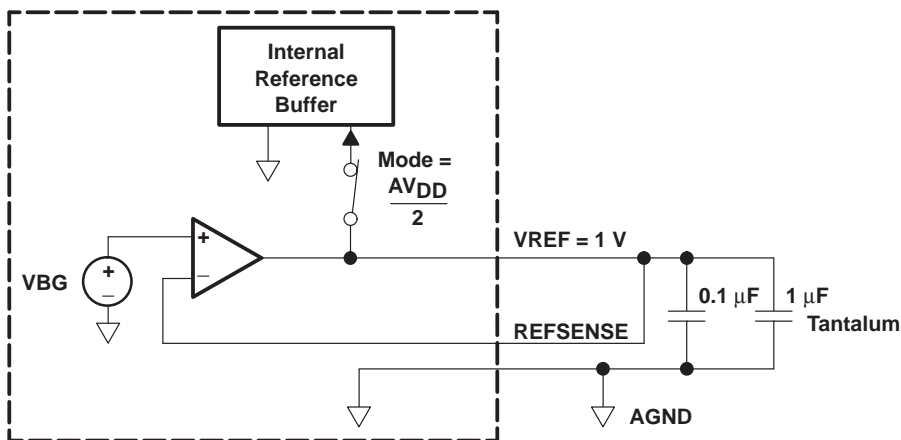 Internal
Reference
Buffer
Mode =
AVDD
2
+
−
VBG
+
−
VREF = 1 V
0.1 μF
1 μF
Tantalum
REFSENSE
AGND